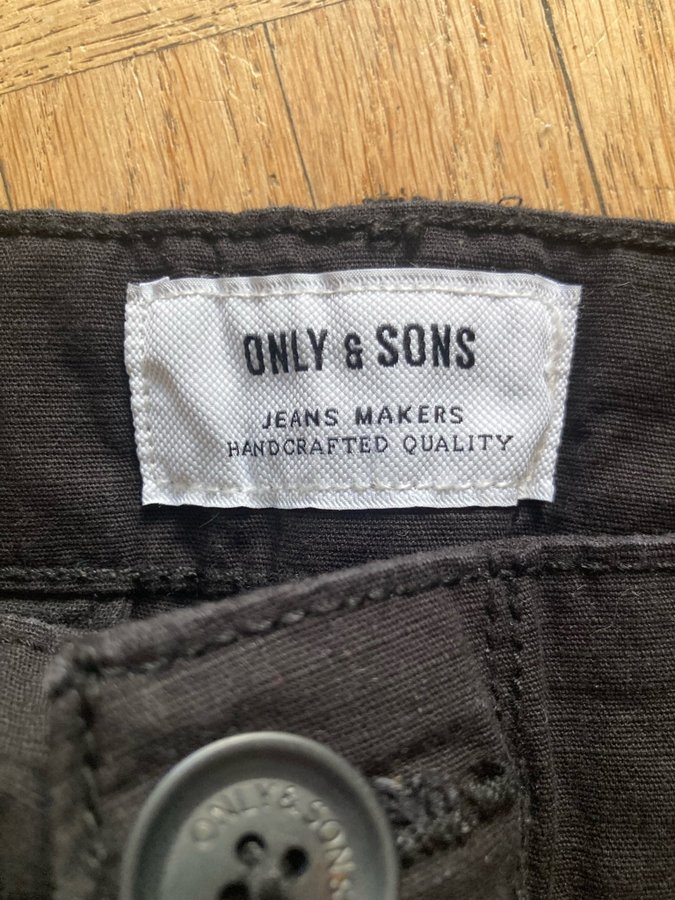 ONLY & SONS
JEANS MAKERS
HANDCRAFTED QUALITY
ONLY & SONS